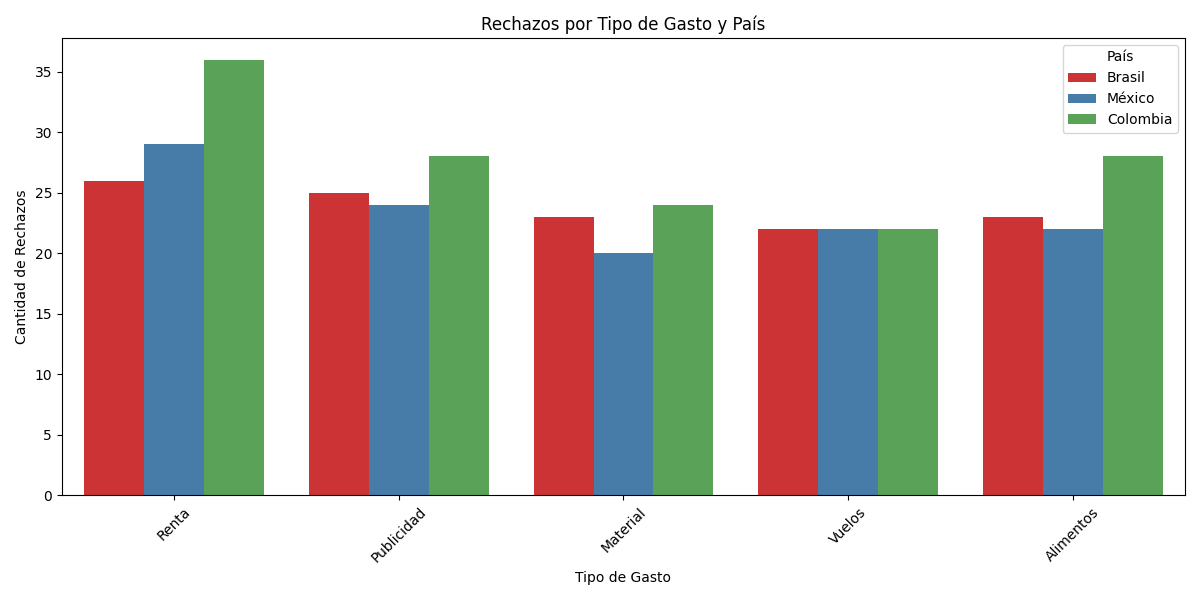 Rechazos por Tipo de Gasto y País
País
Brasil
México
Colombia
Cantidad de Rechazos
35
30
25
20
15
10
5
0
Renta
Publicidad
Material
Vuelos
Alimentos
Tipo de Gasto